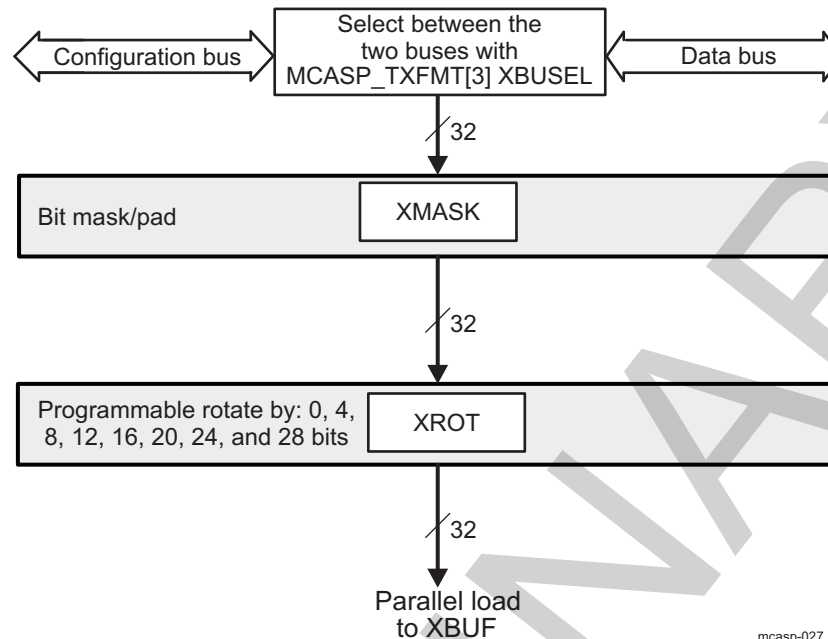 Select between the
two buses with
MCASP_TXFMT[3] XBUSEL
Configuration bus
Data bus
32
Bit mask/pad
XMASK
32
Programmable rotate by: 0, 4,
8, 12, 16, 20, 24, and 28 bits
XROT
32
Parallel load
to XBUF
mcasp-027